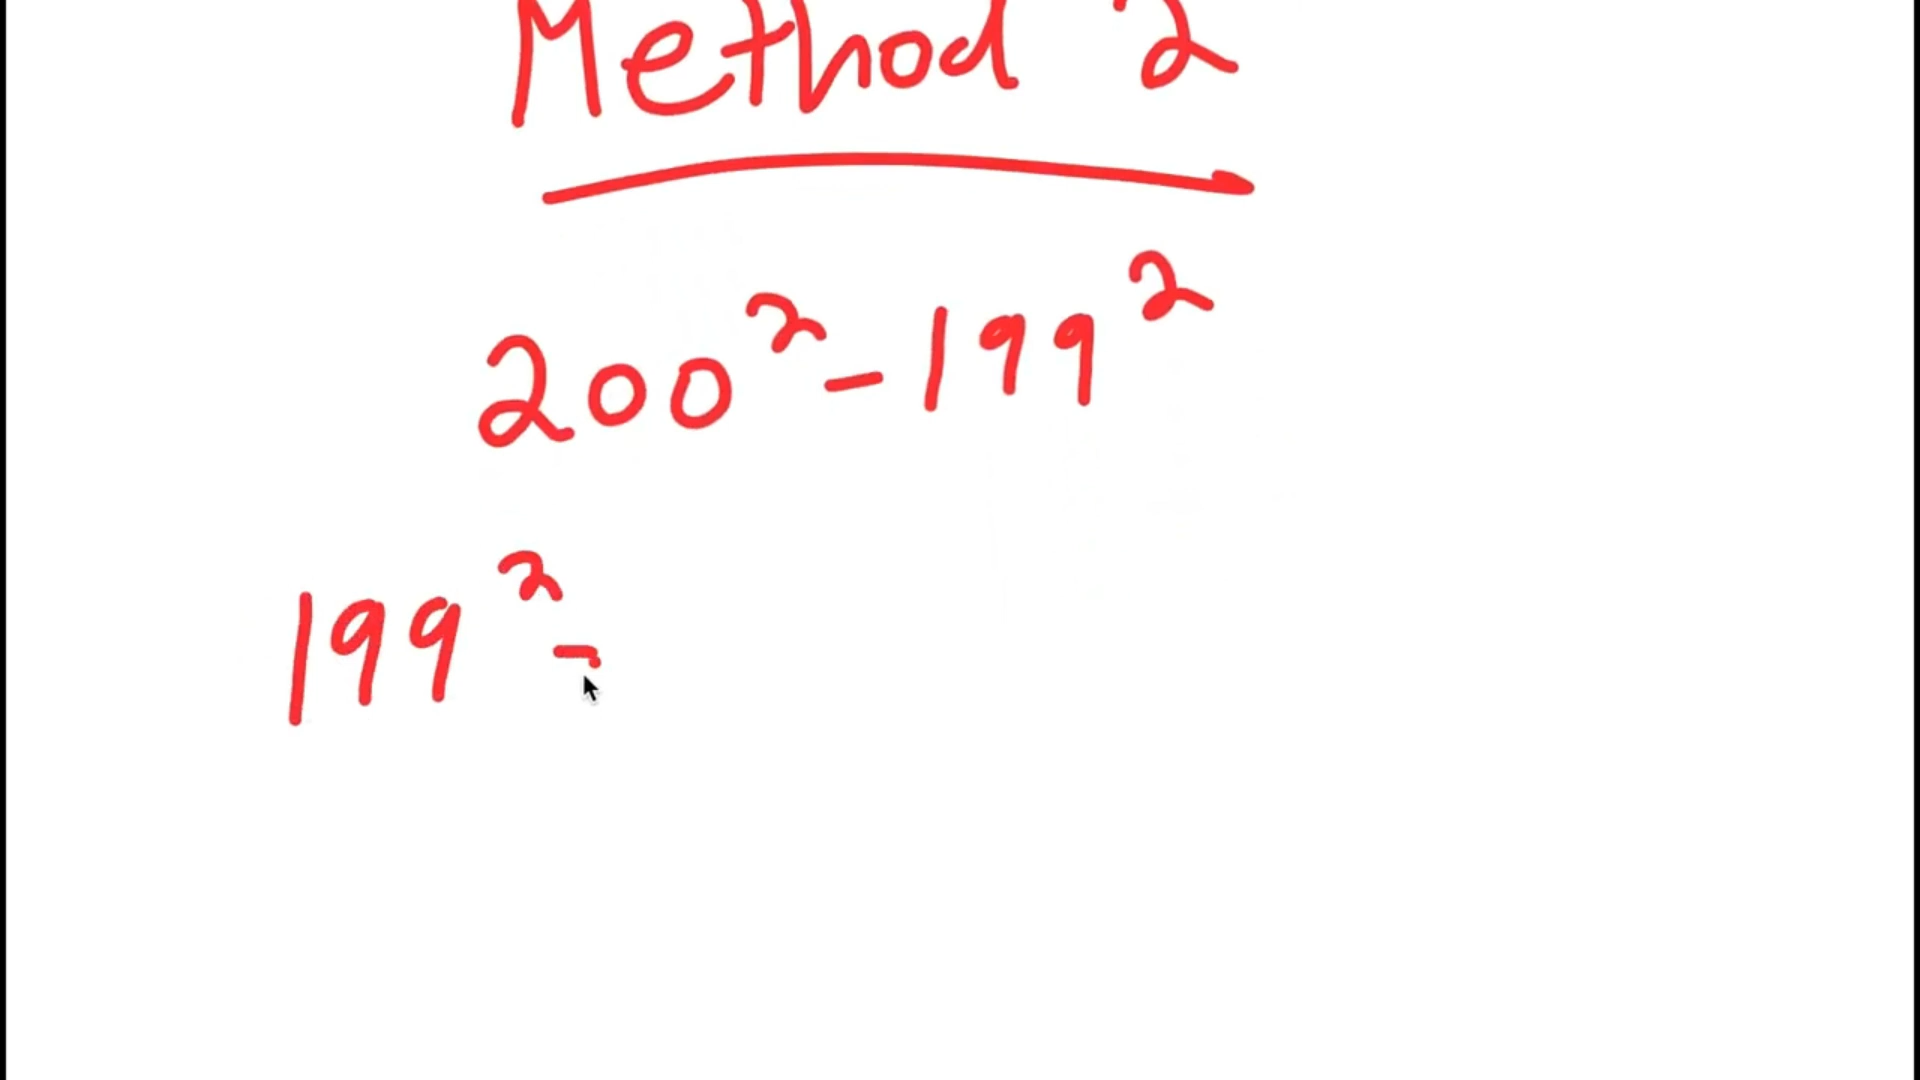 Method 2
200² - 199²
199² =